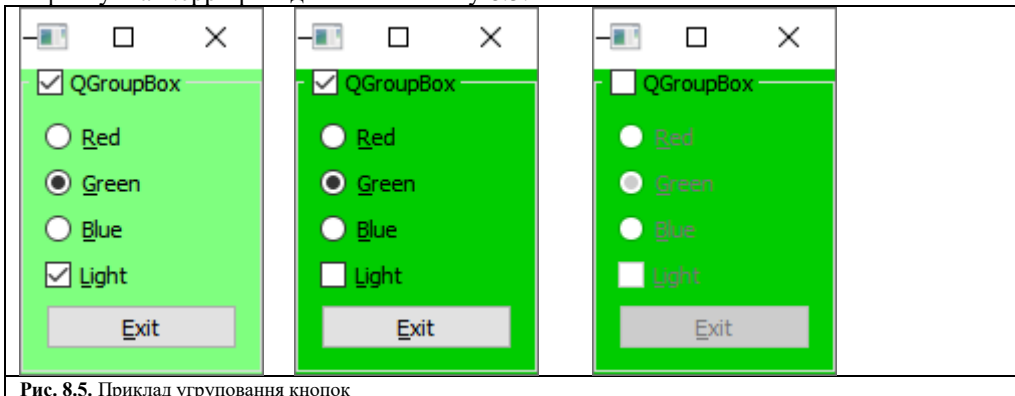 QGroupBox QGroupBox QGroupBox
Red Red Red
Green Green Green
Blue Blue Blue
Light Light Light
Exit Exit Exit
Рис. 8.5. Приклад угруповання кнопок